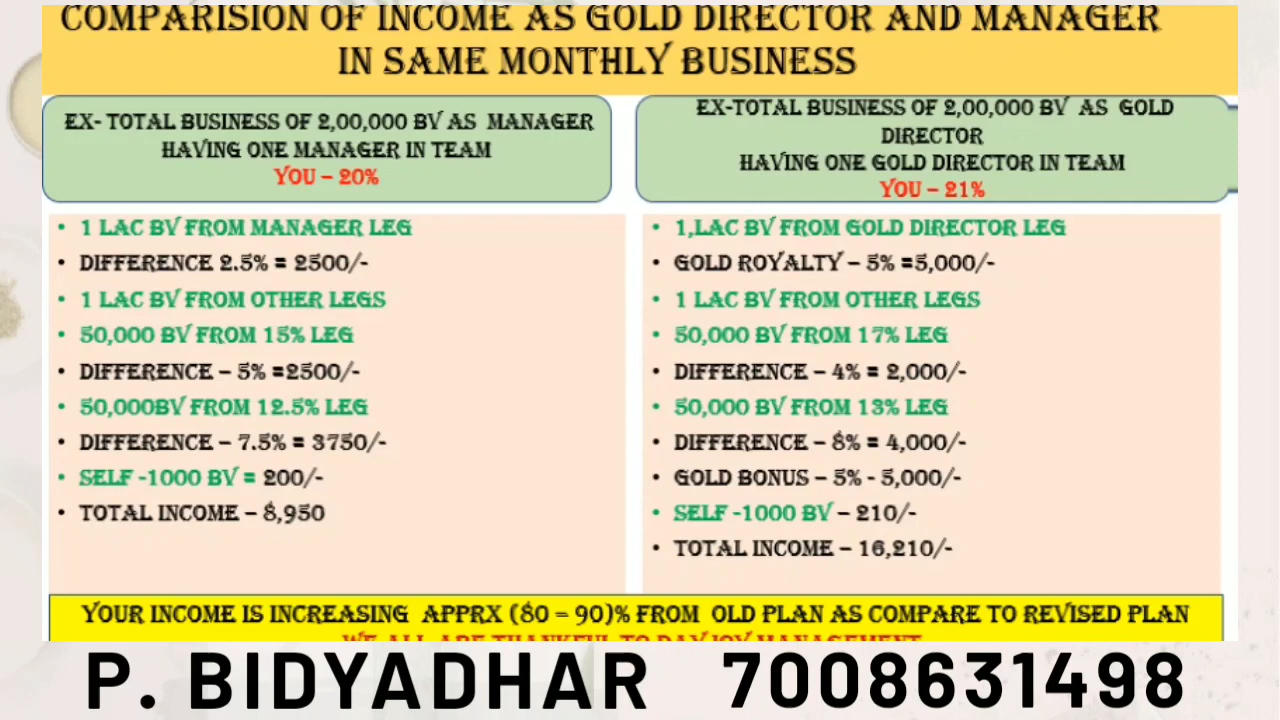 COMPARISION OF INCOME AS GOLD DIRECTOR AND MANAGER
IN SAME MONTHLY BUSINESS
EX- TOTAL BUSINESS OF 2,00,000 BV AS MANAGER
HAVING ONE MANAGER IN TEAM
YOU – 20%
• 1 LAC BV FROM MANAGER LEG
• DIFFERENCE 2.5% = 2500/-
• 1 LAC BV FROM OTHER LEGS
• 50,000 BV FROM 15% LEG
• DIFFERENCE – 5% =2500/-
• 50,000BV FROM 12.5% LEG
• DIFFERENCE – 7.5% = 3750/-
• SELF -1000 BV = 200/-
• TOTAL INCOME – 8,950
EX-TOTAL BUSINESS OF 2,00,000 BV AS GOLD
DIRECTOR
HAVING ONE GOLD DIRECTOR IN TEAM
YOU – 21%
• 1,LAC BV FROM GOLD DIRECTOR LEG
• GOLD ROYALTY – 5% =5,000/-
• 1 LAC BV FROM OTHER LEGS
• 50,000 BV FROM 17% LEG
• DIFFERENCE – 4% = 2,000/-
• 50,000 BV FROM 13% LEG
• DIFFERENCE – 8% = 4,000/-
• GOLD BONUS – 5% - 5,000/-
• SELF -1000 BV – 210/-
• TOTAL INCOME – 16,210/-
YOUR INCOME IS INCREASING APPRX (80 – 90)% FROM OLD PLAN AS COMPARE TO REVISED PLAN
WE ALL ARE THANKFUL TO DAYJOY MANAGEMENT
P. BIDYADHAR 7008631498